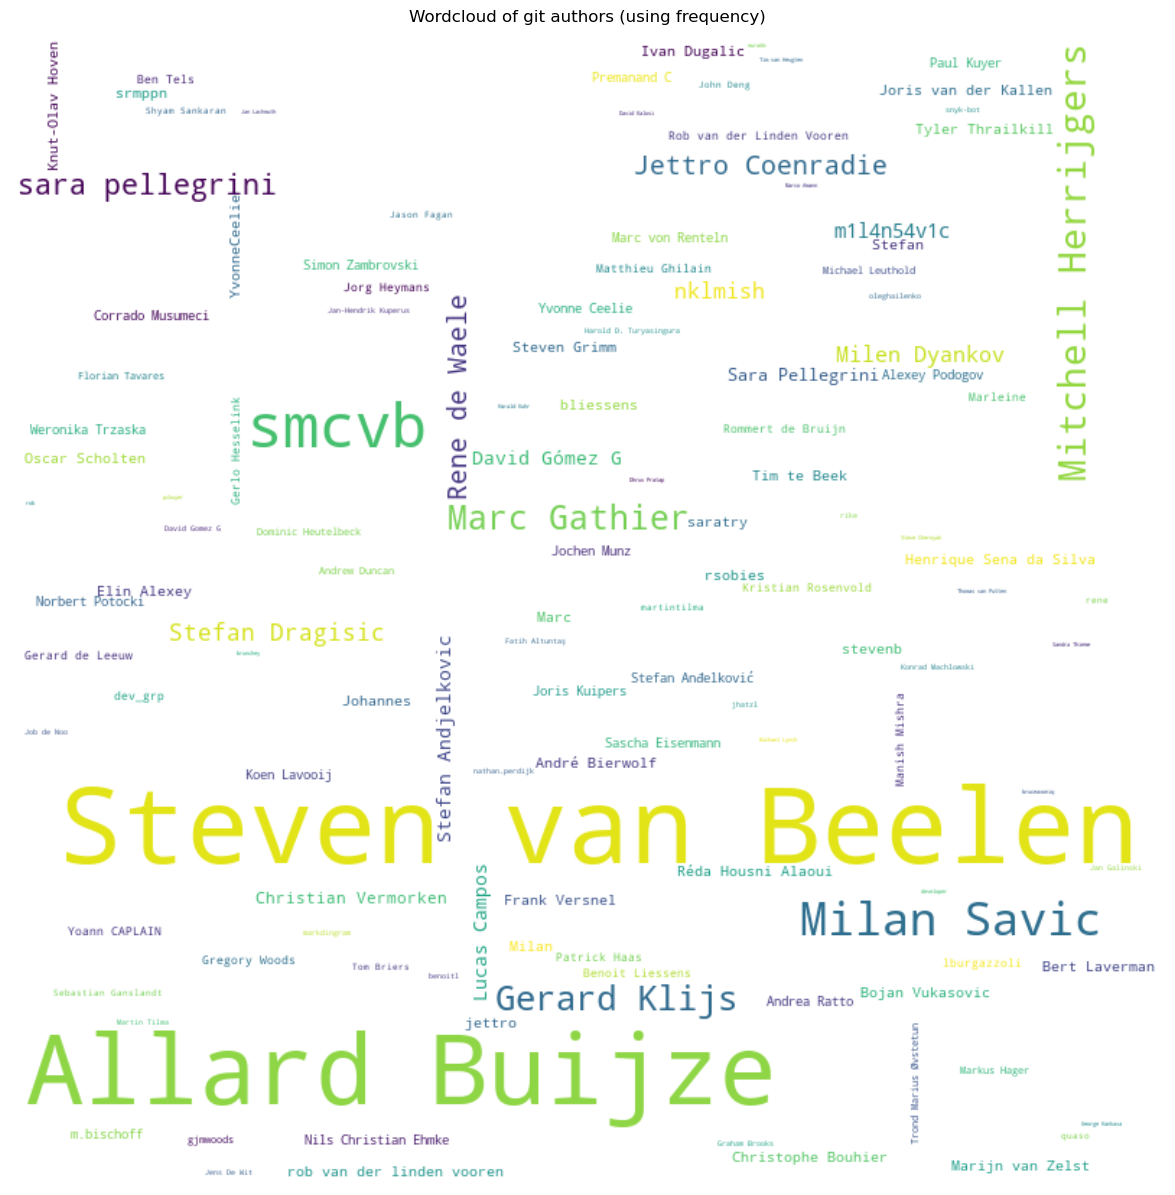 Wordcloud of git authors (using frequency)
Knut-Olav Hoven
Ben Tels
srmppn
Shyam Sankaran
Jan Lachmuth
sara pellegrini
YvonneCeelie
Ivan Dugalic
Tim van Heugten
Premanand C
John Deng
David Kalosi
Rob van der Linden Vooren
Jettro Coenradie
Paul Kuyer
Joris van der Kallen
snyk-bot
Tyler Thrailkill
Mitchell Herrijgers
Jason Fagan
m1l4n54v1c
Stefan
Marc von Renteln
Simon Zambrovski
Matthieu Ghilain
Michael Leuthold
Jorg Heymans
nklmish
oleghailenko
Jan-Hendrik Kuperus
Yvonne Ceelie
Corrado Musumeci
Harold D. Turyasingura
Rene de Waele
Steven Grimm
Milen Dyankov
Florian Tavares
Sara Pellegrini
Alexey Podogov
Marleine
bliessens
smcvb
Gerlo Hesselink
Weronika Trzaska
Rommert de Bruijn
Oscar Scholten
David Gómez G
Tim te Beek
Dhruv Pratap
rob
Marc Gathier
saratry
rike
David Gomez G
Dominic Heutelbeck
Jochen Munz
Henrique Sena da Silva
Andrew Duncan
rsobies
Kristian Rosenvold
Elin Alexey
Norbert Potocki
martintilma
Thomas van Putten
rene
Marc
Stefan Dragisic
Fatih Altuntaş
Sandra Thieme
stevenb
Gerard de Leeuw
Konrad Wachlowski
Stefan Anđelković
Joris Kuipers
dev_grp
Johannes
jhatzl
Stefan Andjelkovic
Manish Mishra
Job de Noo
Sascha Eisenmann
Michael Lynch
André Bierwolf
Koen Lavooij
nathan.perdijk
Steven van Beelen
Réda Housni Alaoui
Jan Galinski
developer
Christian Vermorken
Frank Versnel
Lucas Campos
Milan Savic
Yoann CAPLAIN
markdingram
Milan
Patrick Haas
Gregory Woods
Tom Briers
benoitl
Benoit Liessens
lburgazzoli
Bert Laverman
Sebastian Ganslandt
Gerard Klijs
Andrea Ratto
Bojan Vukasovic
Martin Tilma
jettro
Allard Buijze
Trond Marius Øvstetun
Markus Hager
m.bischoff
gjmwoods
Nils Christian Ehmke
quaso
Graham Brooks
Christophe Bouhier
Jens De Wit
rob van der linden vooren
Marijn van Zelst